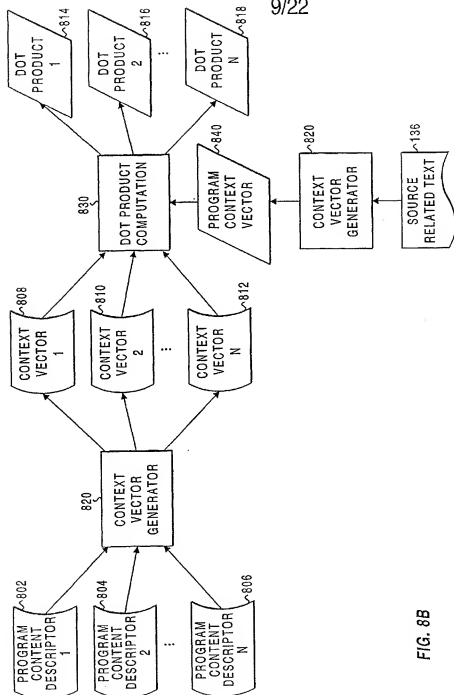 9/22
PROGRAM
CONTENT
DESCRIPTOR
1
802
PROGRAM
CONTENT
DESCRIPTOR
2
804
...
PROGRAM
CONTENT
DESCRIPTOR
N
806
820
CONTEXT
VECTOR
GENERATOR
CONTEXT
VECTOR
1
808
CONTEXT
VECTOR
2
810
...
CONTEXT
VECTOR
N
812
830
DOT PRODUCT
COMPUTATION
DOT
PRODUCT
1
814
DOT
PRODUCT
2
816
...
DOT
PRODUCT
N
818
PROGRAM
CONTEXT
VECTOR
840
CONTEXT
VECTOR
GENERATOR
820
SOURCE
RELATED TEXT
136
FIG. 8B